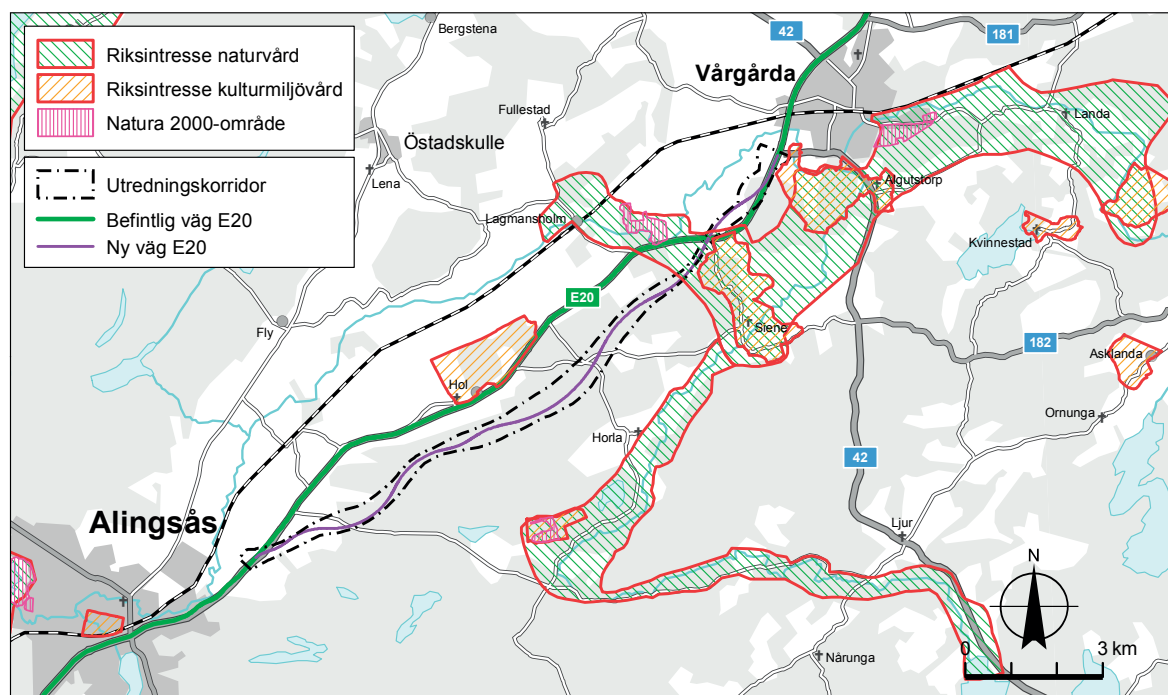 Riksintresse naturvård
Riksintresse kulturmiljövård
Natura 2000-område
Utredningskorridor
Befintlig väg E20
Ny väg E20
Bergstena
42
181
Vårgårda
Fullestad
Landa
Östadskulle
Lena
Algutstorp
Lagmansholm
Kvinnestad
E20
Siene
Fly
182
Asklanda
Hol
Ornunga
Horla
42
Alingsås
Ljur
N
0
3 km
Nårunga